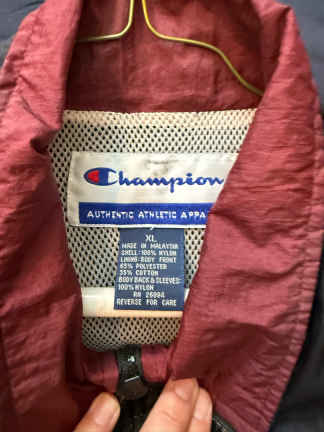 Champion
AUTHENTIC ATHLETIC APPA
XL
MADE IN MALAYSIA
SHELL: 100% NYLON
LINING: BODY FRONT
65% POLYESTER
35% COTTON
BODY BACK & SLEEVES:
100% NYLON
RN 26094
REVERSE FOR CARE